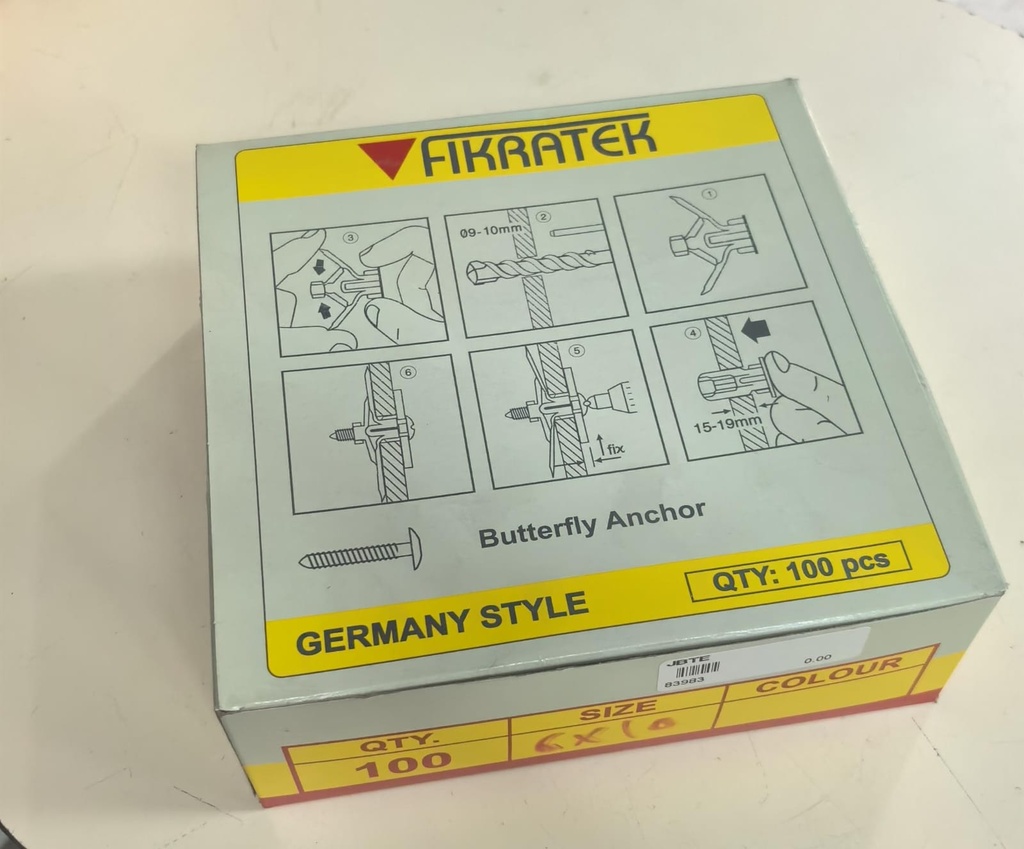 FIKRATEK
③
Ø9-10mm
②
①
⑥
⑤
fix
④
15-19mm
Butterfly Anchor
GERMANY STYLE
QTY: 100 pcs
JBTE
83983
0.00
QTY.
SIZE
COLOUR
100
6x10